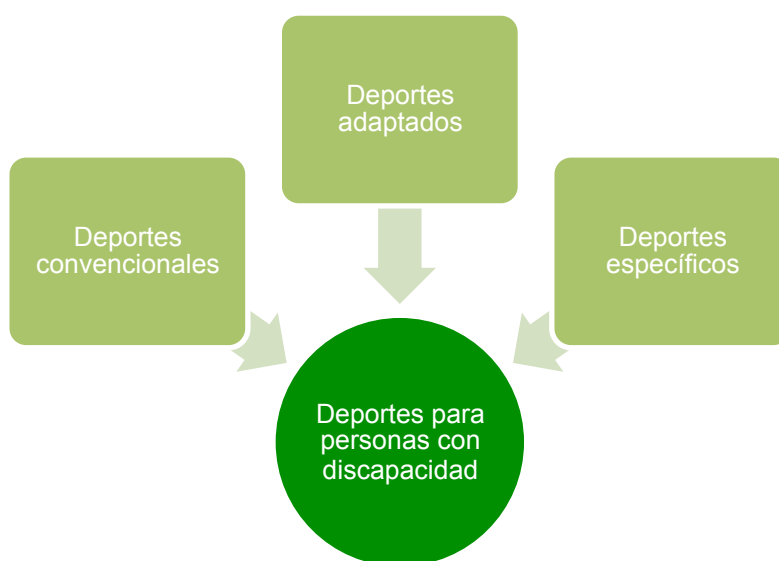 Deportes
adaptados
Deportes
convencionales
Deportes
específicos
Deportes para
personas con
discapacidad